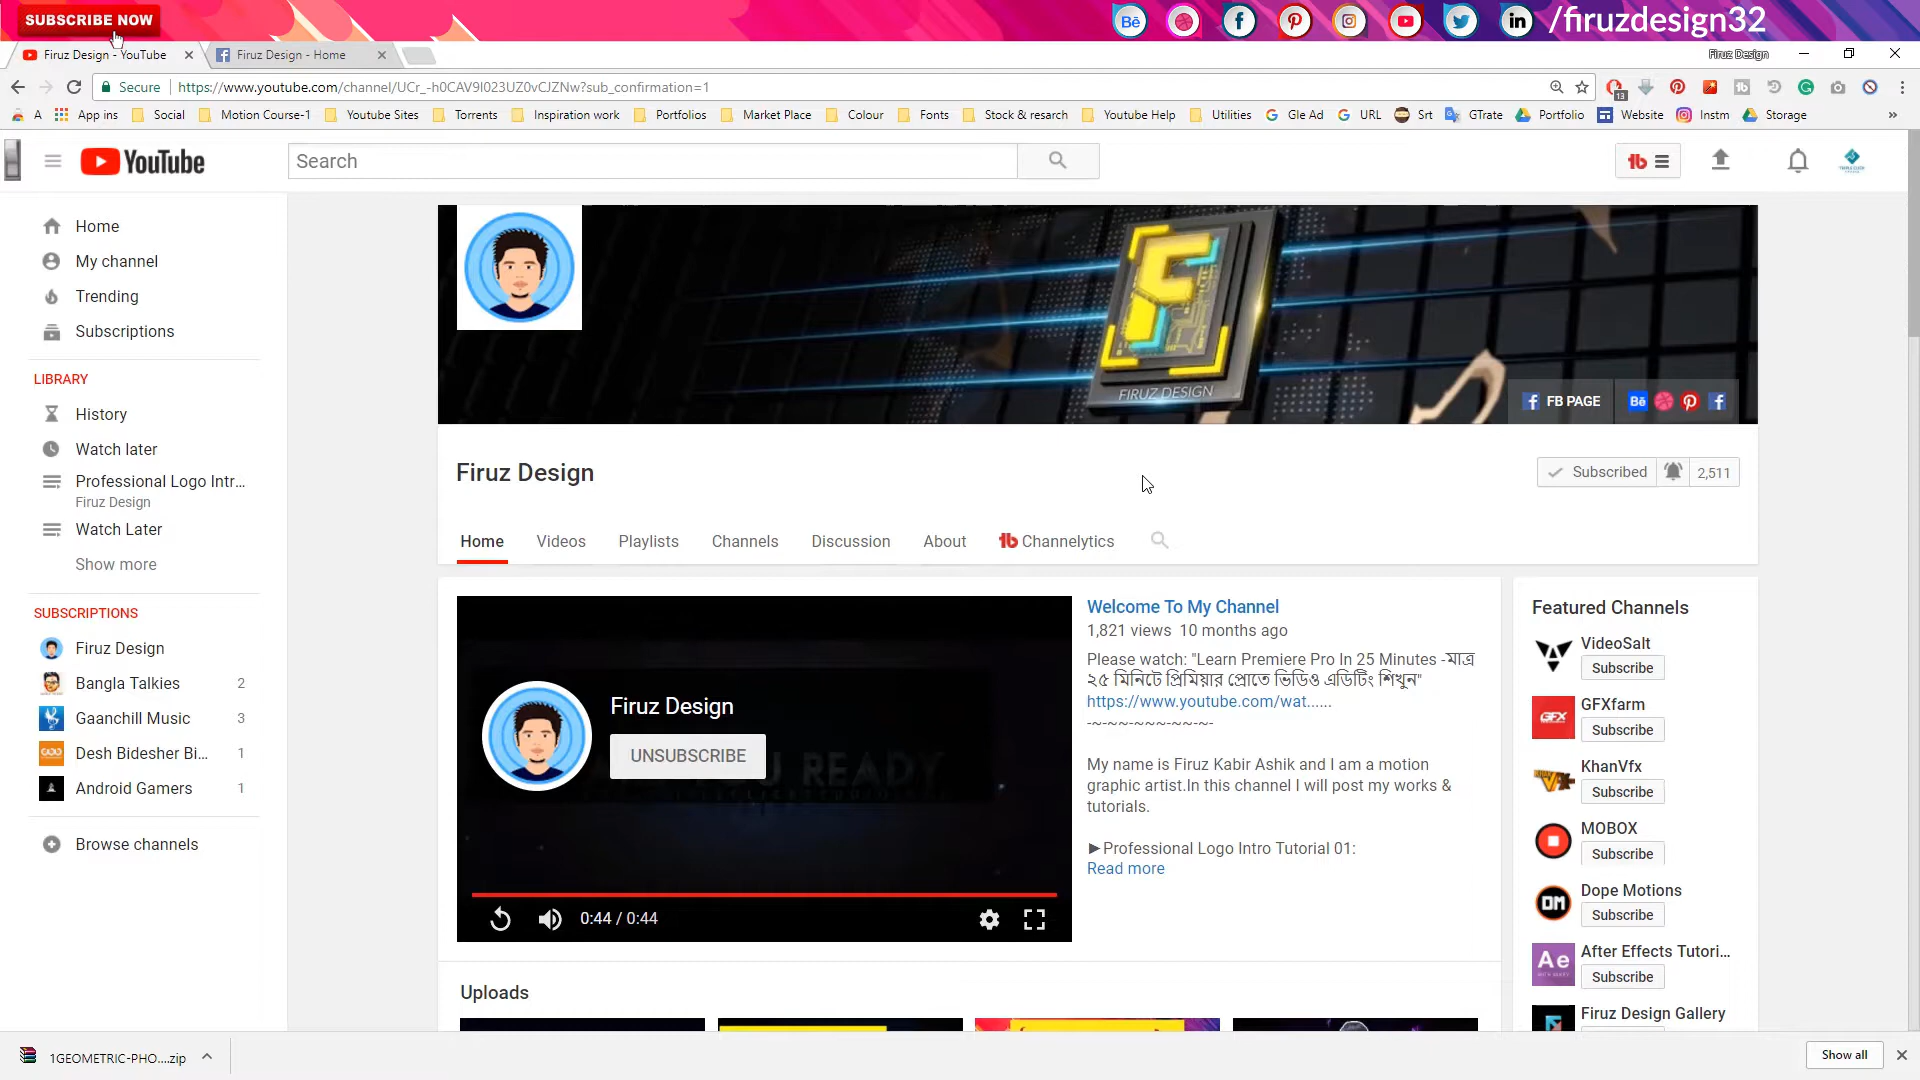 SUBSCRIBE NOW
Bē
/firuzdesign32
Firuz Design - YouTube
Firuz Design - Home
Firuz Design
Secure
https://www.youtube.com/channel/UCr_-h0CAV9I023UZ0vCJZNw?sub_confirmation=1
13
A
App ins
Social
Motion Course-1
Youtube Sites
Torrents
Inspiration work
Portfolios
Market Place
Colour
Fonts
Stock & resarch
Youtube Help
Utilities
Gle Ad
URL
Srt
GTrate
Portfolio
Website
Instm
Storage
YouTube
Search
Home
My channel
Trending
Subscriptions
LIBRARY
History
Watch later
Professional Logo Intr...
Firuz Design
Watch Later
Show more
SUBSCRIPTIONS
Firuz Design
Bangla Talkies 2
Gaanchill Music 3
Desh Bidesher Bi... 1
Android Gamers 1
Browse channels
FIRUZ DESIGN
FB PAGE
Bē
Firuz Design
Subscribed
2,511
Home
Videos
Playlists
Channels
Discussion
About
Channelytics
Firuz Design
UNSUBSCRIBE
U READY
0:44 / 0:44
Welcome To My Channel
1,821 views 10 months ago
Please watch: "Learn Premiere Pro In 25 Minutes -মাত্র
২৫ মিনিটে প্রিমিয়ার প্রোতে ভিডিও এডিটিং শিখুন"
https://www.youtube.com/wat......
-~-~~-~~~-~~-~-
My name is Firuz Kabir Ashik and I am a motion
graphic artist.In this channel I will post my works &
tutorials.
►Professional Logo Intro Tutorial 01:
Read more
Featured Channels
VideoSalt
Subscribe
GFX
GFXfarm
Subscribe
KhanVfx
Subscribe
MOBOX
Subscribe
DM
Dope Motions
Subscribe
Ae
After Effects Tutori...
Subscribe
Firuz Design Gallery
Uploads
1GEOMETRIC-PHO....zip
Show all